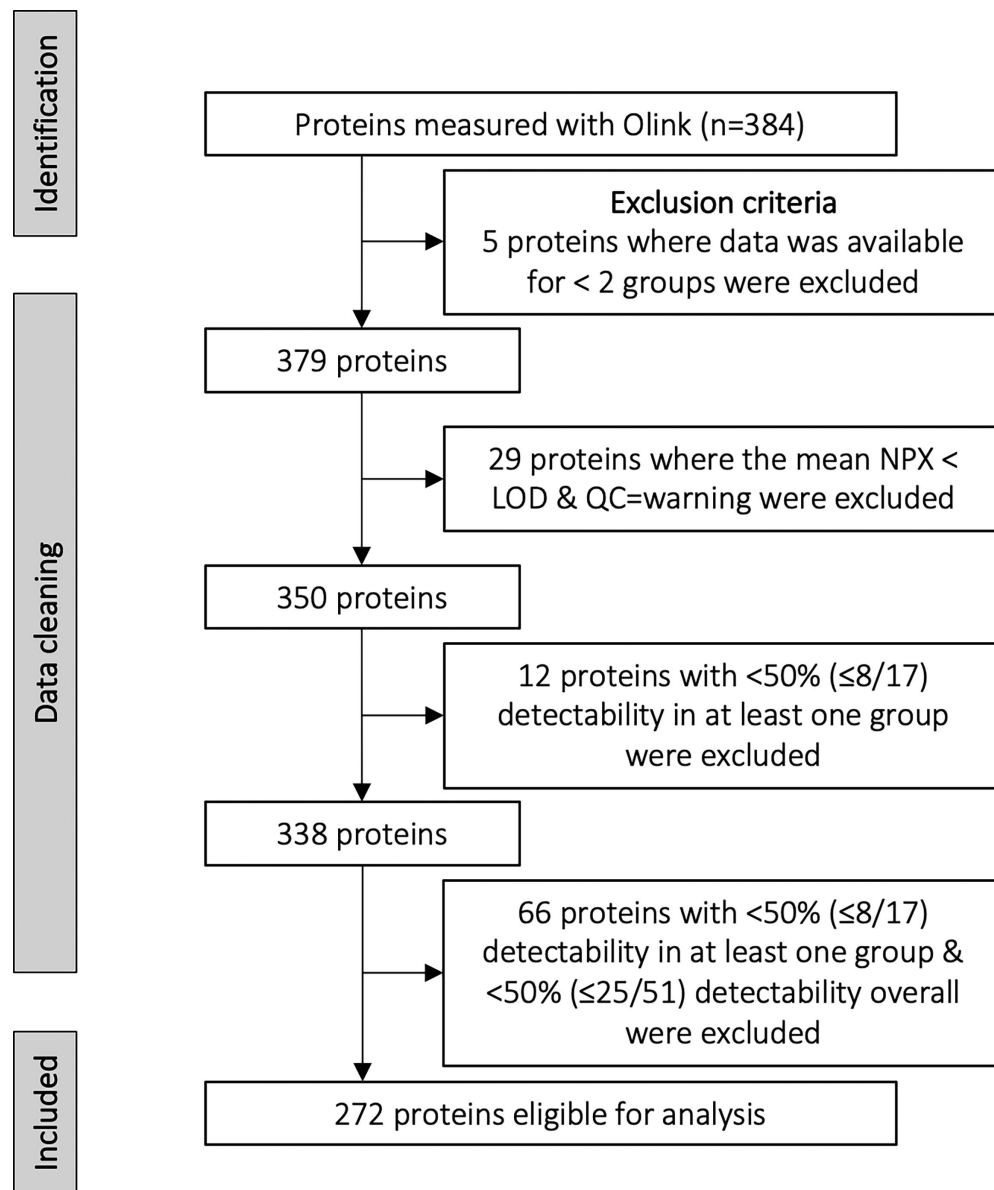 Identification
Proteins measured with Olink (n=384)
Exclusion criteria
5 proteins where data was available
for < 2 groups were excluded
Data cleaning
379 proteins
29 proteins where the mean NPX <
LOD & QC=warning were excluded
350 proteins
12 proteins with <50% (≤8/17)
detectability in at least one group
were excluded
338 proteins
66 proteins with <50% (≤8/17)
detectability in at least one group &
<50% (≤25/51) detectability overall
were excluded
Included
272 proteins eligible for analysis